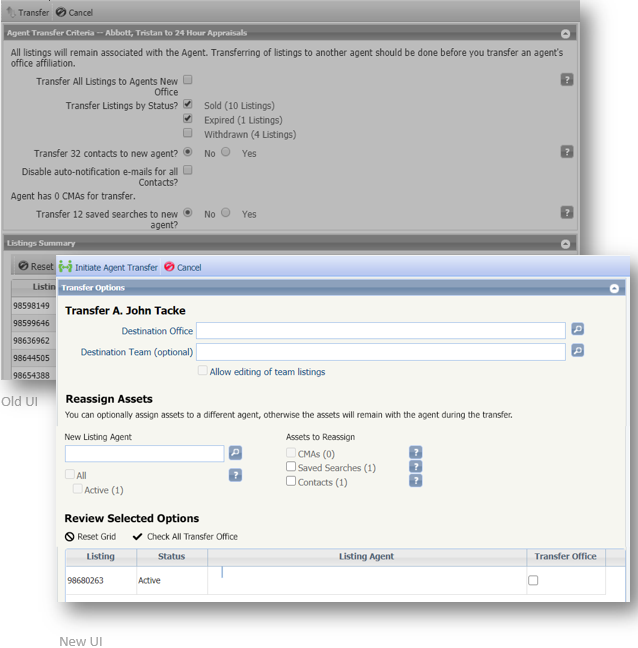 Transfer Cancel
Agent Transfer Criteria -- Abbott, Tristan to 24 Hour Appraisals
All listings will remain associated with the Agent. Transferring of listings to another agent should be done before you transfer an agent's
office affiliation.
Transfer All Listings to Agents New
Office
?
Transfer Listings by Status? Sold (10 Listings)
Expired (1 Listings)
Withdrawn (4 Listings)
Transfer 32 contacts to new agent? No Yes ?
Disable auto-notification e-mails for all
Contacts?
Agent has 0 CMAs for transfer.
Transfer 12 saved searches to new
agent?
No Yes ?
Listings Summary
Reset
Listin
98598149
98599646
98636962
98644505
98654388
Old UI
Initiate Agent Transfer Cancel
Transfer Options
Transfer A. John Tacke
Destination Office
Destination Team (optional)
Allow editing of team listings
Reassign Assets
You can optionally assign assets to a different agent, otherwise the assets will remain with the agent during the transfer.
New Listing Agent
All ?
Active (1)
Assets to Reassign
CMAs (0) ?
Saved Searches (1) ?
Contacts (1) ?
Review Selected Options
Reset Grid Check All Transfer Office
Listing Status Listing Agent Transfer Office
98680263 Active
New UI